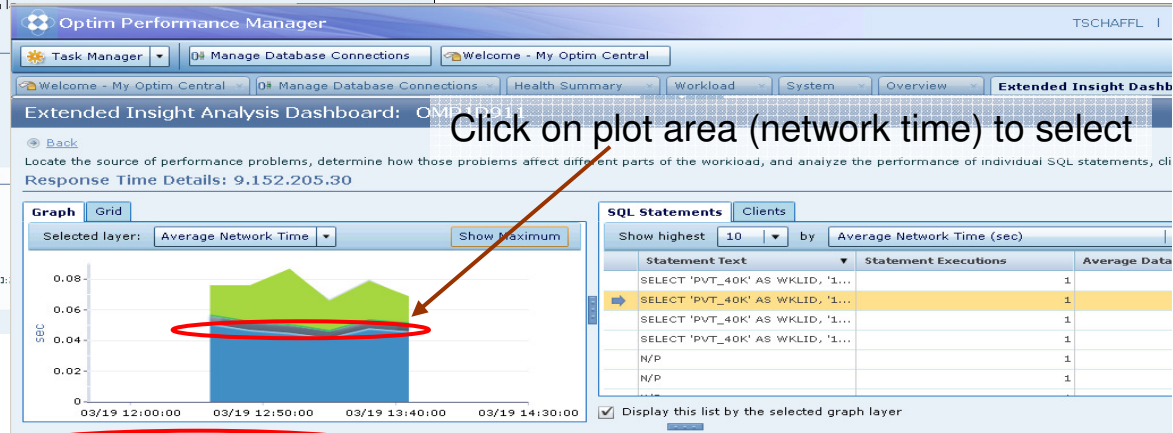 Optim Performance Manager
TSCHAFFL |
Task Manager
Manage Database Connections
Welcome - My Optim Central
Welcome - My Optim Central
Manage Database Connections
Health Summary
Workload
System
Overview
Extended Insight Dashb
Extended Insight Analysis Dashboard:
Click on plot area (network time) to select
Back
Locate the source of performance problems, determine how those problems affect different parts of the workload, and analyze the performance of individual SQL statements, cli
Response Time Details: 9.152.205.30
Graph
Grid
SQL Statements
Clients
Selected layer: Average Network Time
Show Maximum
Show highest 10 by Average Network Time (sec)
Statement Text
Statement Executions
Average Data
SELECT 'PVT_40K' AS WKLID, '1... 1
SELECT 'PVT_40K' AS WKLID, '1... 1
SELECT 'PVT_40K' AS WKLID, '1... 1
SELECT 'PVT_40K' AS WKLID, '1... 1
N/P 1
N/P 1
0.08
0.06
0.04
0.02
0
sec
03/19 12:00:00
03/19 12:50:00
03/19 13:40:00
03/19 14:30:00
Display this list by the selected graph layer